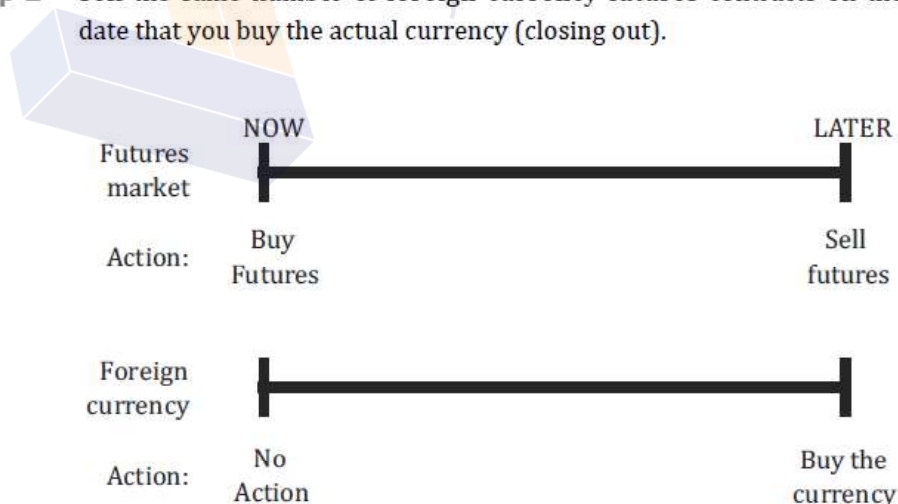 date that you buy the actual currency (closing out).
NOW
LATER
Futures
market
Action:
Buy
Futures
Sell
futures
Foreign
currency
Action:
No
Action
Buy the
currency